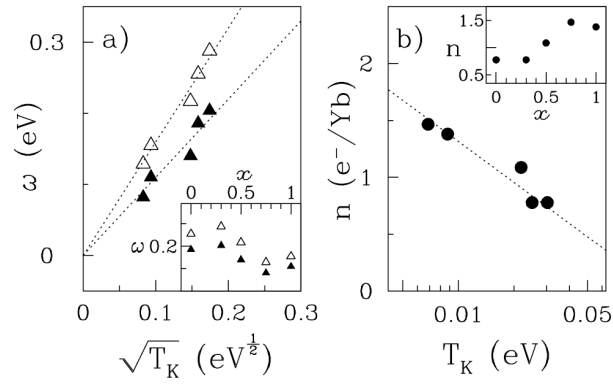 a)
0.3
0
ω (eV)
x
0 0.5 1
ω 0.2
0 0.1 0.2 0.3
√T_K (eV^½)
b)
1.5
n
0.5
0 0.5 1.0
x
2
1
0
n (e⁻/Yb)
0.01 0.05
T_K (eV)